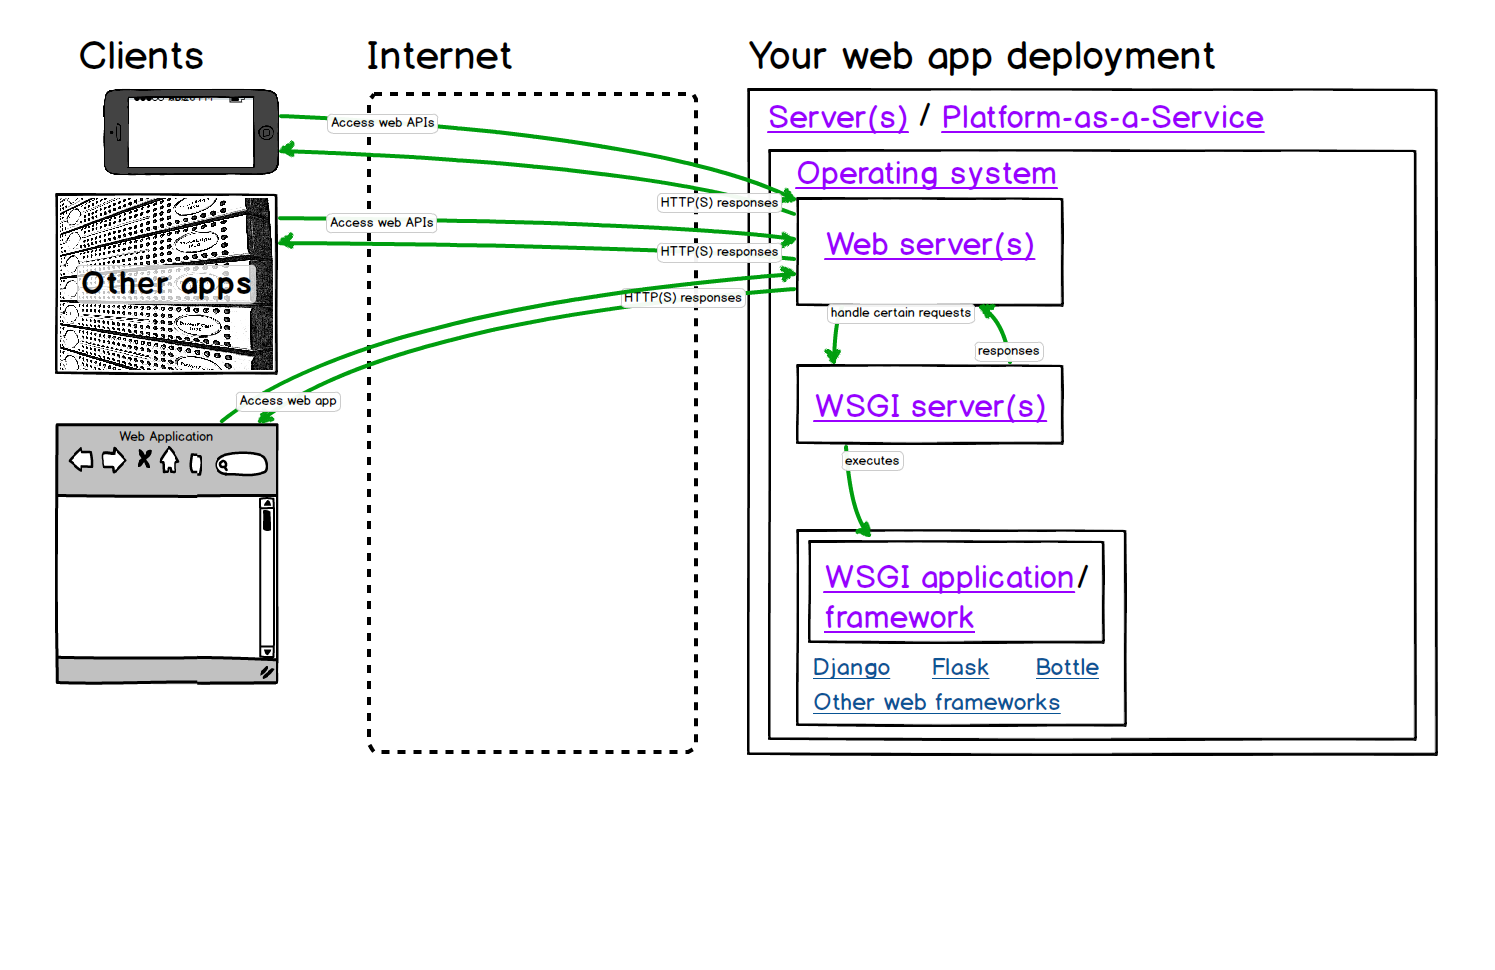 Clients
Internet
Your web app deployment
Server(s) / Platform-as-a-Service
Operating system
Access web APIs
HTTP(S) responses
Web server(s)
Access web APIs
HTTP(S) responses
Other apps
HTTP(S) responses
handle certain requests
responses
Access web app
WSGI server(s)
Web Application
executes
WSGI application/
framework
Django Flask Bottle
Other web frameworks